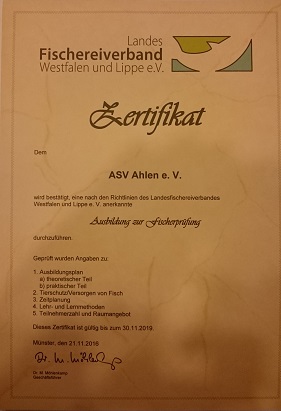 Landes
Fischereiverband
Westfalen und Lippe e.V.
Zertifikat
Dem
ASV Ahlen e. V.
wird bestätigt, eine nach den Richtlinien des Landesfischereiverbandes
Westfalen und Lippe e. V. anerkannte
Ausbildung zur Fischerprüfung
durchzuführen.
Geprüft wurden Angaben zu:
1. Ausbildungsplan
a) theoretischer Teil
b) praktischer Teil
2. Tierschutz/Versorgen von Fisch
3. Zeitplanung
4. Lehr- und Lernmethoden
5. Teilnehmerzahl und Raumangebot
Dieses Zertifikat ist gültig bis zum 30.11.2019.
Münster, den 21.11.2016
Dr. M. Möhlenkamp
Geschäftsführer